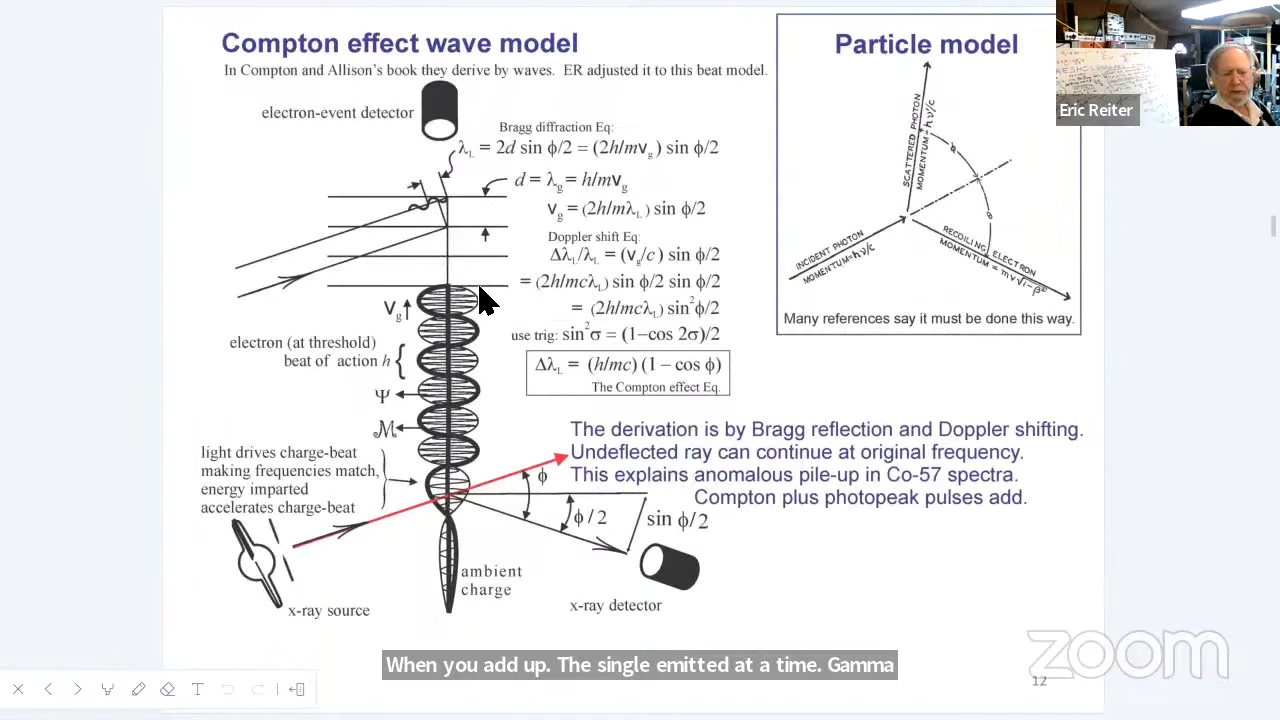 Compton effect wave model
In Compton and Allison's book they derive by waves. ER adjusted it to this beat model.
electron-event detector
Bragg diffraction Eq:
λL = 2d sin ϕ/2 = (2h/mvg) sin ϕ/2
d = λg = h/mvg
vg = (2h/mλL) sin ϕ/2
Doppler shift Eq:
ΔλL/λL = (vg/c) sin ϕ/2
= (2h/mcλL) sin ϕ/2 sin ϕ/2
= (2h/mcλL) sin²ϕ/2
use trig: sin²σ = (1−cos 2σ)/2
ΔλL = (h/mc) (1 – cos ϕ)
The Compton effect Eq.
vg
electron (at threshold)
beat of action h
Ψ
ℳ
light drives charge-beat
making frequencies match,
energy imparted
accelerates charge-beat
ϕ
ϕ / 2
sin ϕ/2
ambient
charge
x-ray source
x-ray detector
The derivation is by Bragg reflection and Doppler shifting.
Undeflected ray can continue at original frequency.
This explains anomalous pile-up in Co-57 spectra.
Compton plus photopeak pulses add.
Particle model
SCATTERED PHOTON
MOMENTUM = hν'/c
INCIDENT PHOTON
MOMENTUM = hν/c
RECOILING ELECTRON
ϕ
θ
Many references say it must be done this way.
Eric Reiter
When you add up. The single emitted at a time. Gamma
zoom
12
T